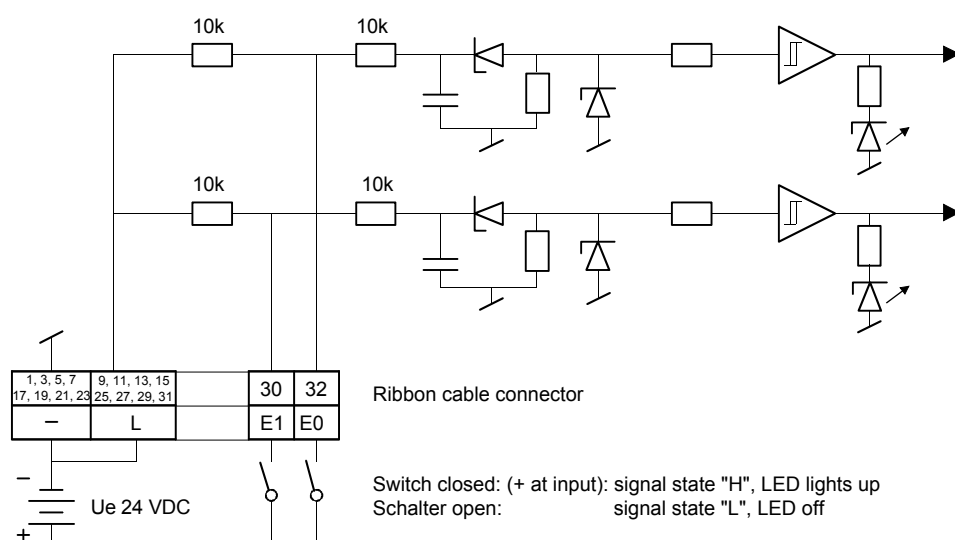 10k 10k
10k 10k
1, 3, 5, 7 9, 11, 13, 15 30 32 Ribbon cable connector
17, 19, 21, 23 25, 27, 29, 31
– L E1 E0
– Switch closed: (+ at input): signal state "H", LED lights up
Ue 24 VDC Schalter open: signal state "L", LED off
+